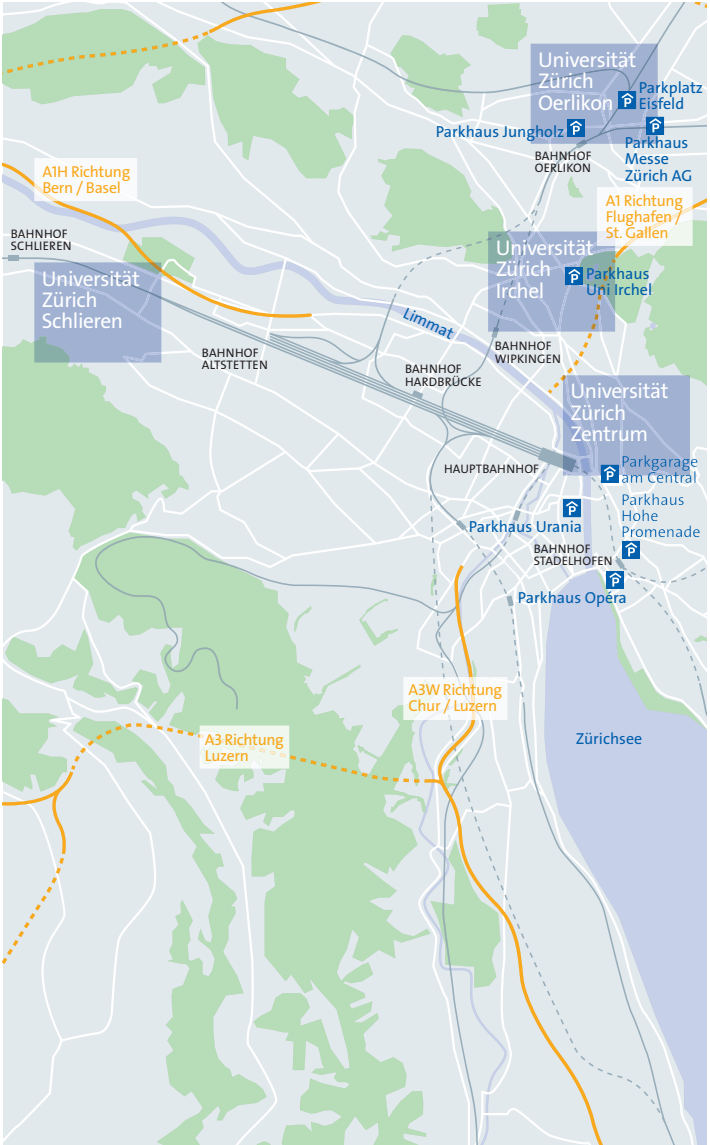 Universität
Zürich
Oerlikon
Parkplatz
Eisfeld
Parkhaus Jungholz
Parkhaus
Messe
Zürich AG
BAHNHOF
OERLIKON
A1H Richtung
Bern / Basel
A1 Richtung
Flughafen /
St. Gallen
BAHNHOF
SCHLIEREN
Universität
Zürich
Irchel
Parkhaus
Uni Irchel
Universität
Zürich
Schlieren
Limmat
BAHNHOF
WIPKINGEN
BAHNHOF
ALTSTETTEN
BAHNHOF
HARDBRÜCKE
Universität
Zürich
Zentrum
HAUPTBAHNHOF
Parkgarage
am Central
Parkhaus
Hohe
Promenade
Parkhaus Urania
BAHNHOF
STADELHOFEN
Parkhaus Opéra
A3W Richtung
Chur / Luzern
A3 Richtung
Luzern
Zürichsee